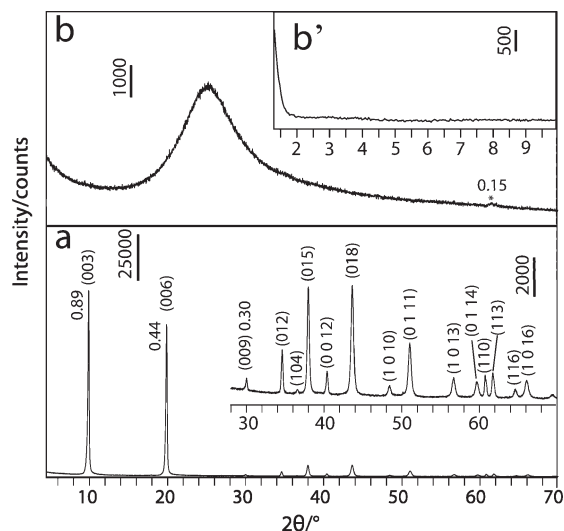 b
1000
b'
500
2 3 4 5 6 7 8 9
0.15
*
Intensity/counts
a
25000
2000
0.89
(003)
0.44
(006)
(009) 0.30
(012)
(104)
(015)
(0 0 12)
(018)
(1 0 10)
(0 1 11)
(1 0 13)
(0 1 14)
(110)
(113)
(116)
(1 0 16)
30 40 50 60
10 20 30 40 50 60 70
2θ/°